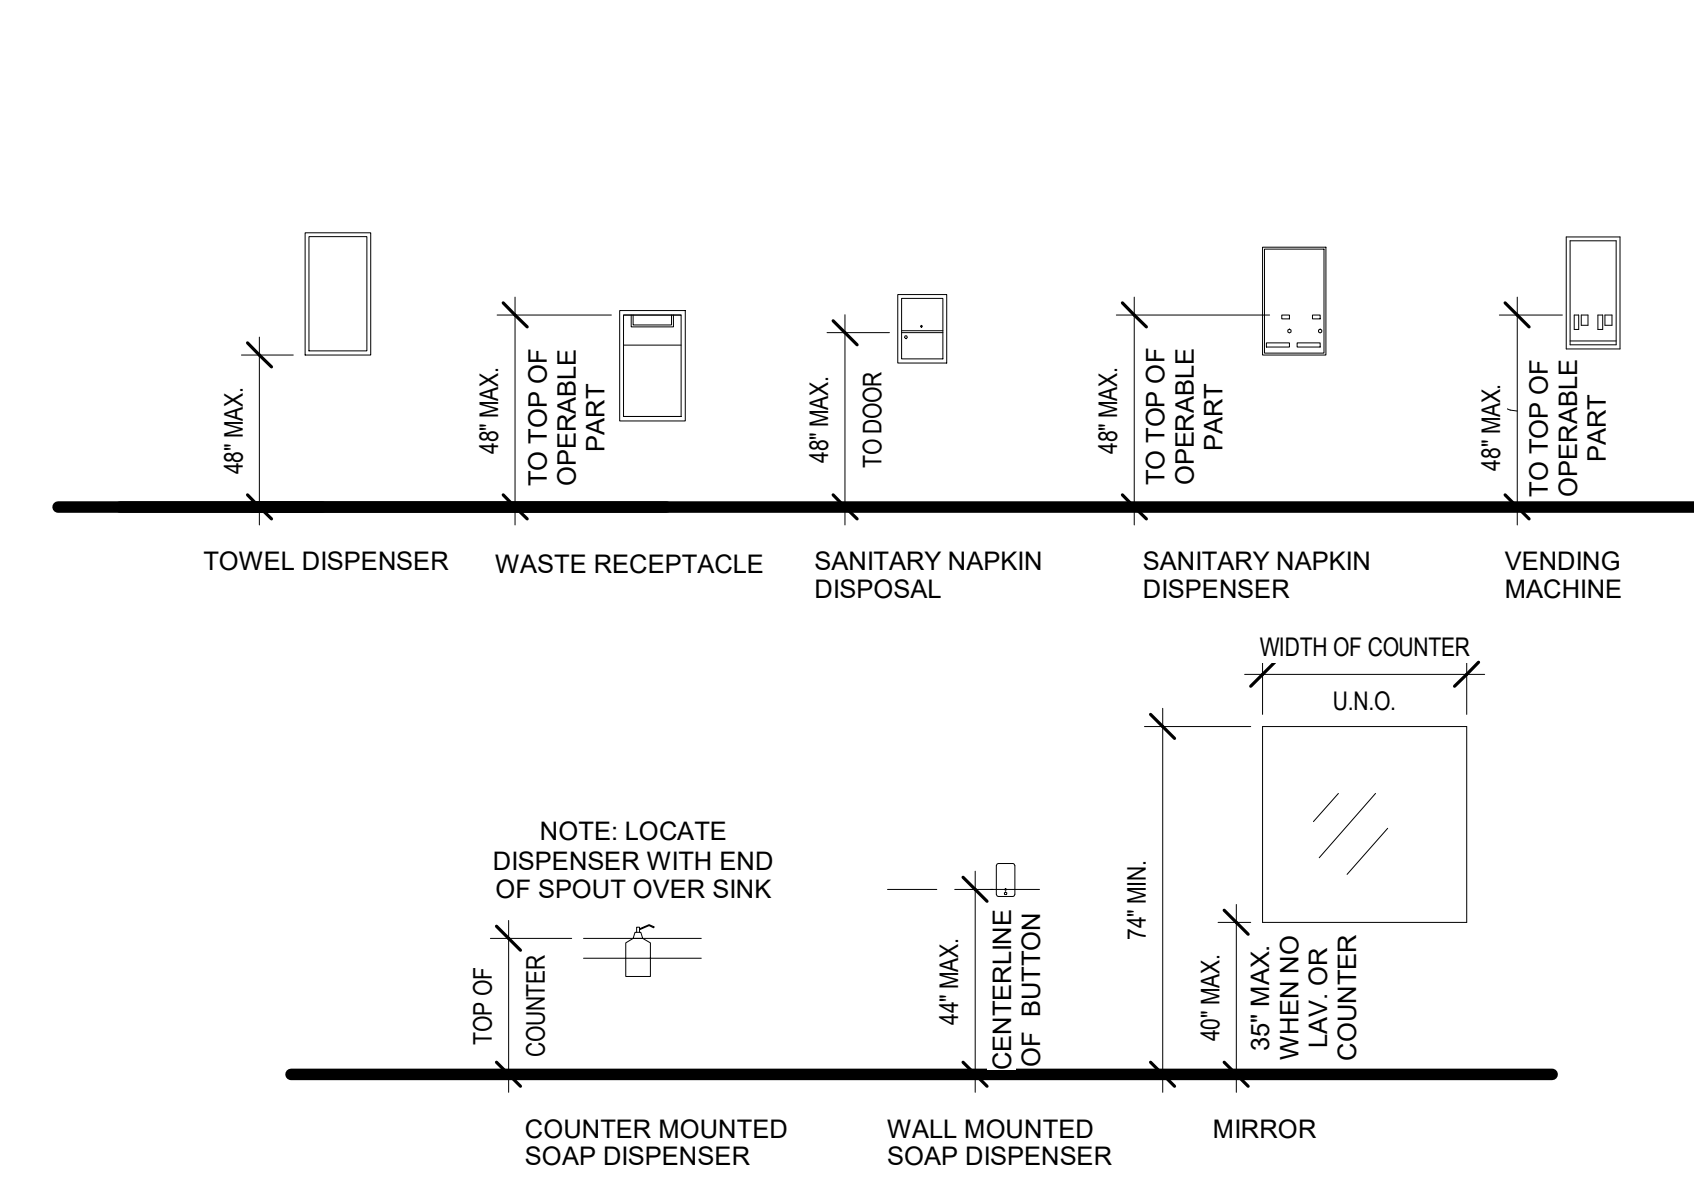 48" MAX.
48" MAX.
TO TOP OF
OPERABLE
PART
48" MAX.
TO DOOR
48" MAX.
TO TOP OF
OPERABLE
PART
48" MAX.
TO TOP OF
OPERABLE
PART
TOWEL DISPENSER
WASTE RECEPTACLE
SANITARY NAPKIN
DISPOSAL
SANITARY NAPKIN
DISPENSER
VENDING
MACHINE
WIDTH OF COUNTER
U.N.O.
NOTE: LOCATE
DISPENSER WITH END
OF SPOUT OVER SINK
TOP OF
COUNTER
44" MAX.
CENTERLINE
OF BUTTON
74" MIN.
40" MAX.
35" MAX.
WHEN NO
LAV. OR
COUNTER
COUNTER MOUNTED
SOAP DISPENSER
WALL MOUNTED
SOAP DISPENSER
MIRROR